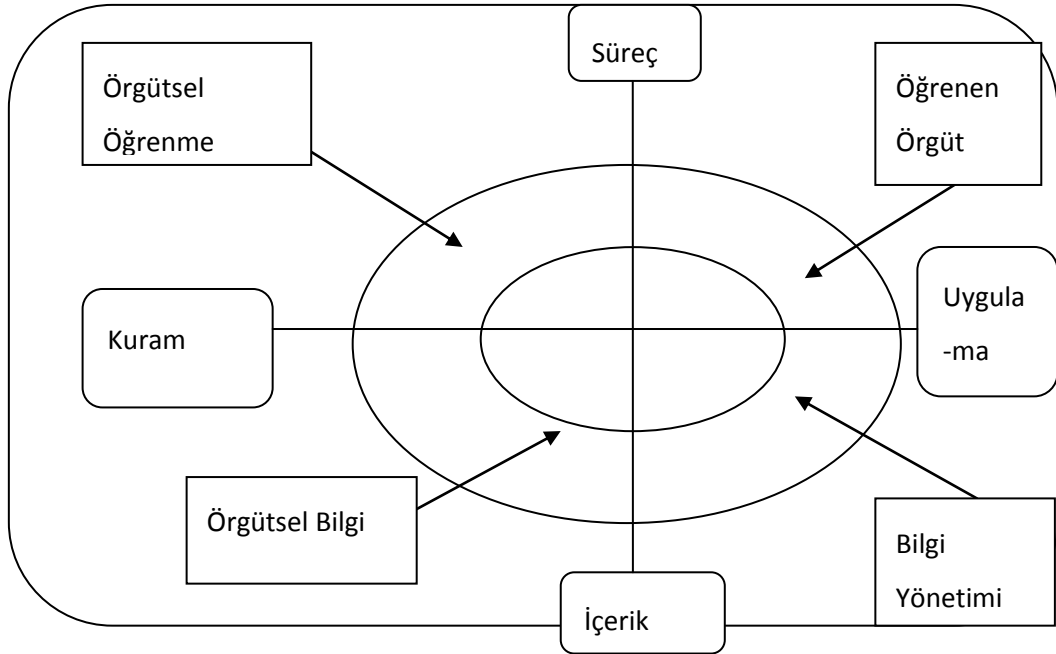 Süreç
Örgütsel
Öğrenme
Öğrenen
Örgüt
Kuram
Uygula
-ma
Örgütsel Bilgi
Bilgi
Yönetimi
İçerik